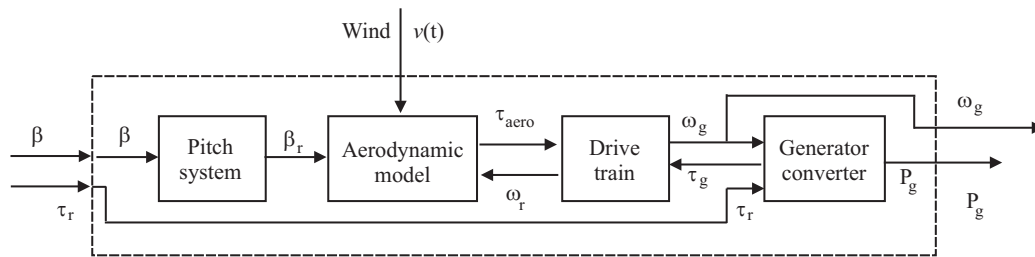 Wind v(t)
β
β
Pitch
system
β_r
Aerodynamic
model
τ_aero
ω_r
Drive
train
ω_g
τ_g
Generator
converter
ω_g
P_g
P_g
τ_r
τ_r